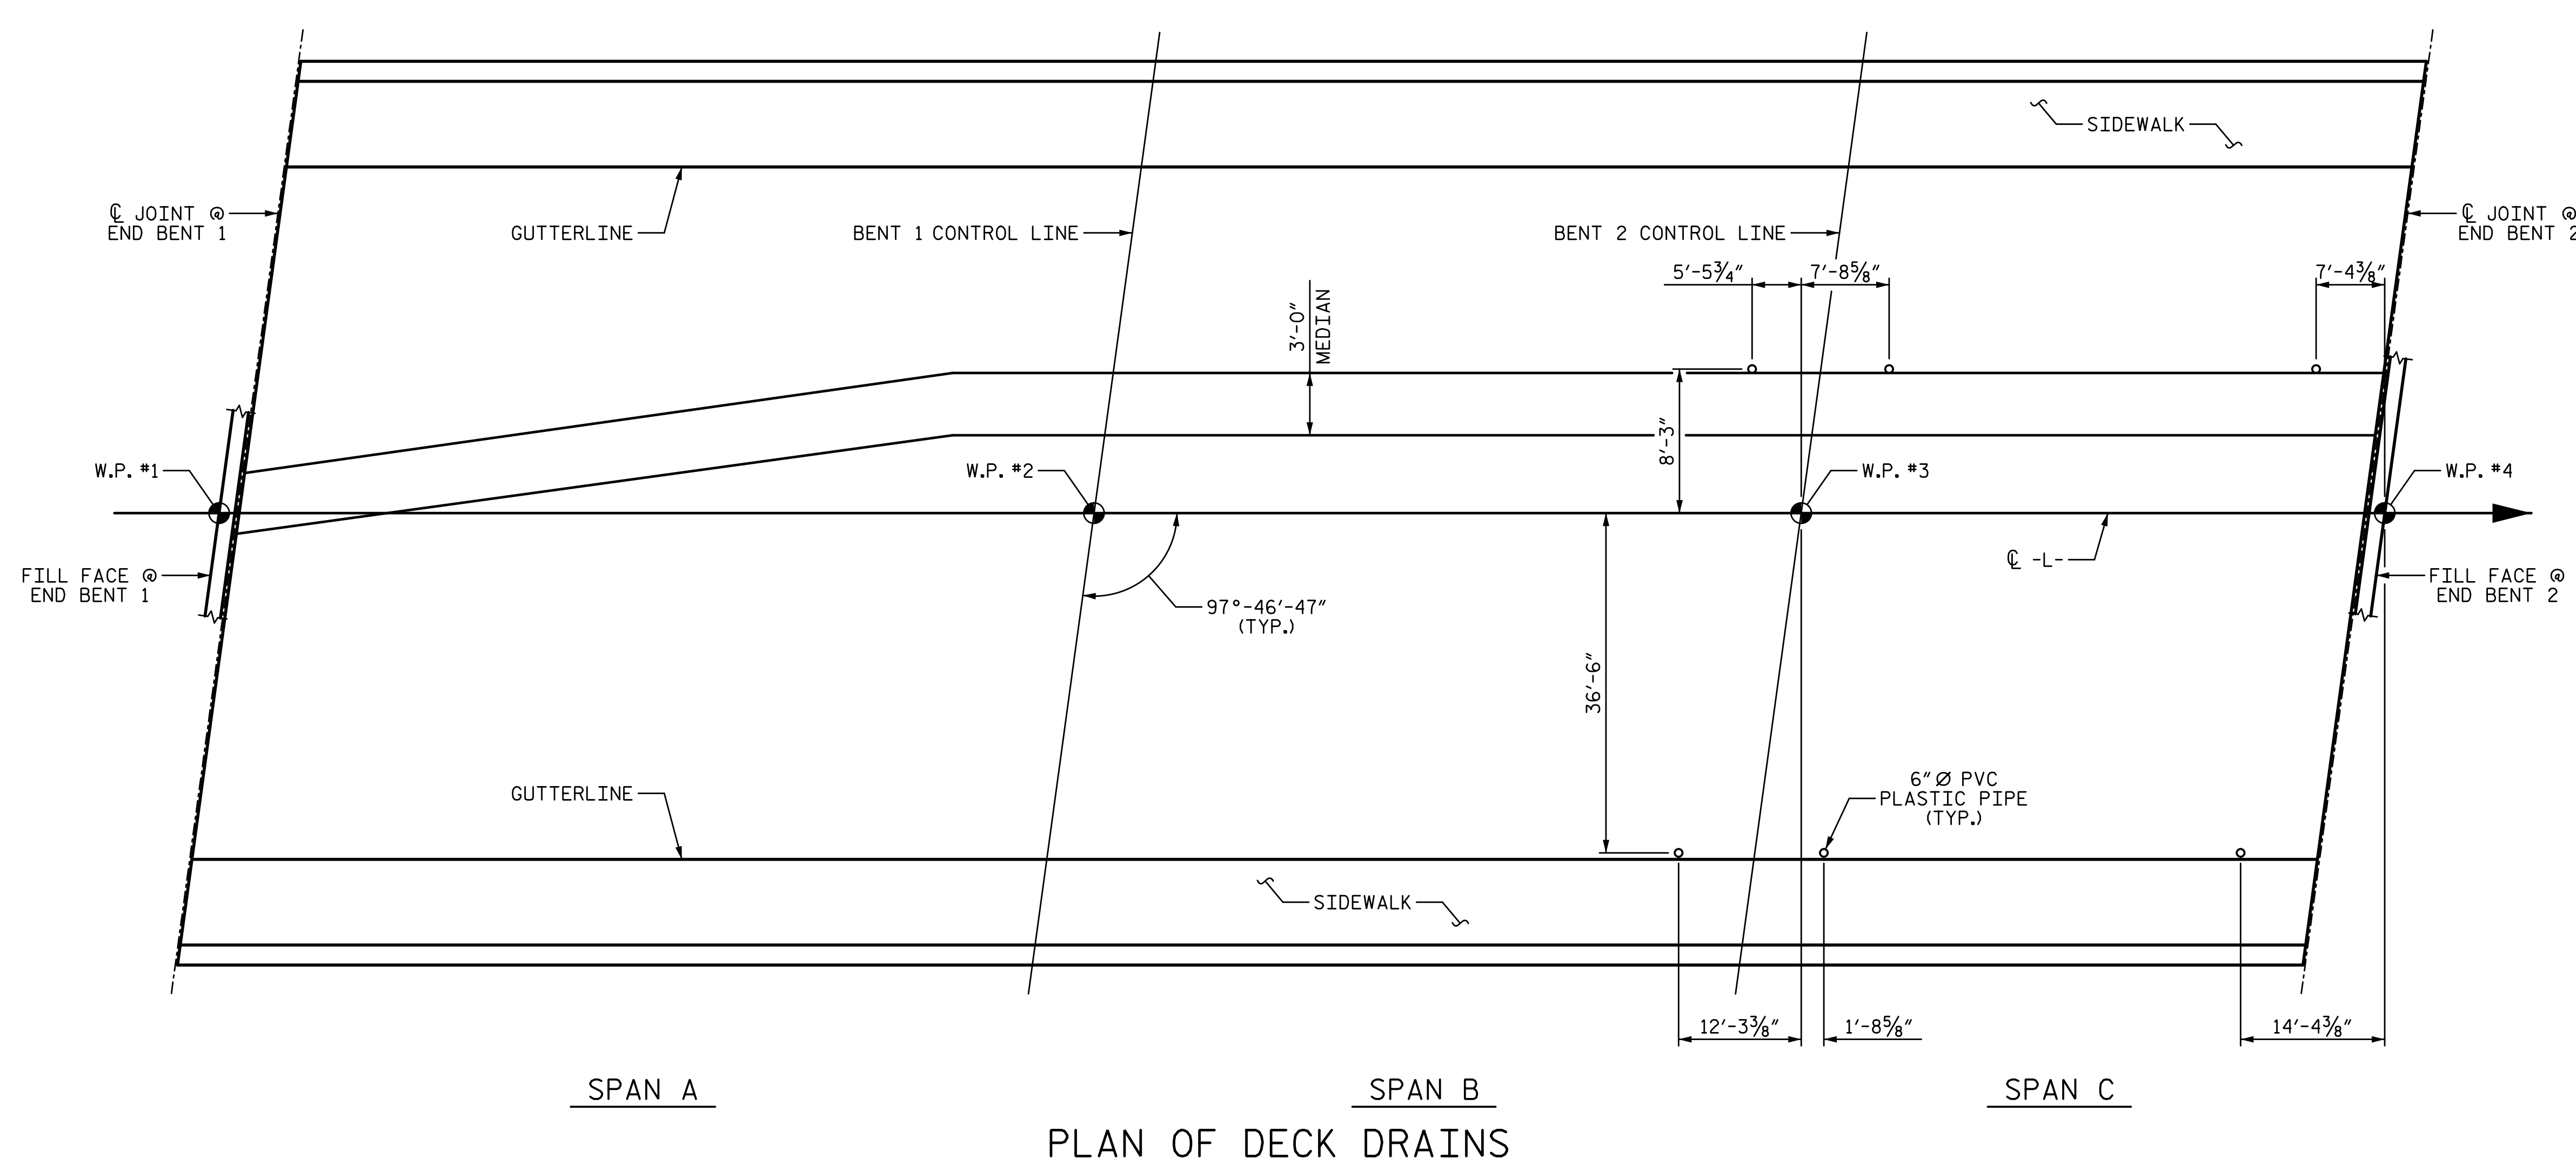 SIDEWALK
℄ JOINT @
END BENT 1
GUTTERLINE
BENT 1 CONTROL LINE
BENT 2 CONTROL LINE
℄ JOINT @
END BENT 2
5'-5¾"
7'-8⅝"
7'-4⅜"
3'-0"
MEDIAN
8'-3"
W.P. #1
W.P. #2
W.P. #3
W.P. #4
℄ -L-
FILL FACE @
END BENT 1
97°-46'-47"
(TYP.)
FILL FACE @
END BENT 2
36'-6"
GUTTERLINE
6"Ø PVC
PLASTIC PIPE
(TYP.)
SIDEWALK
12'-3⅜"
1'-8⅝"
14'-4⅜"
SPAN A
SPAN B
SPAN C
PLAN OF DECK DRAINS